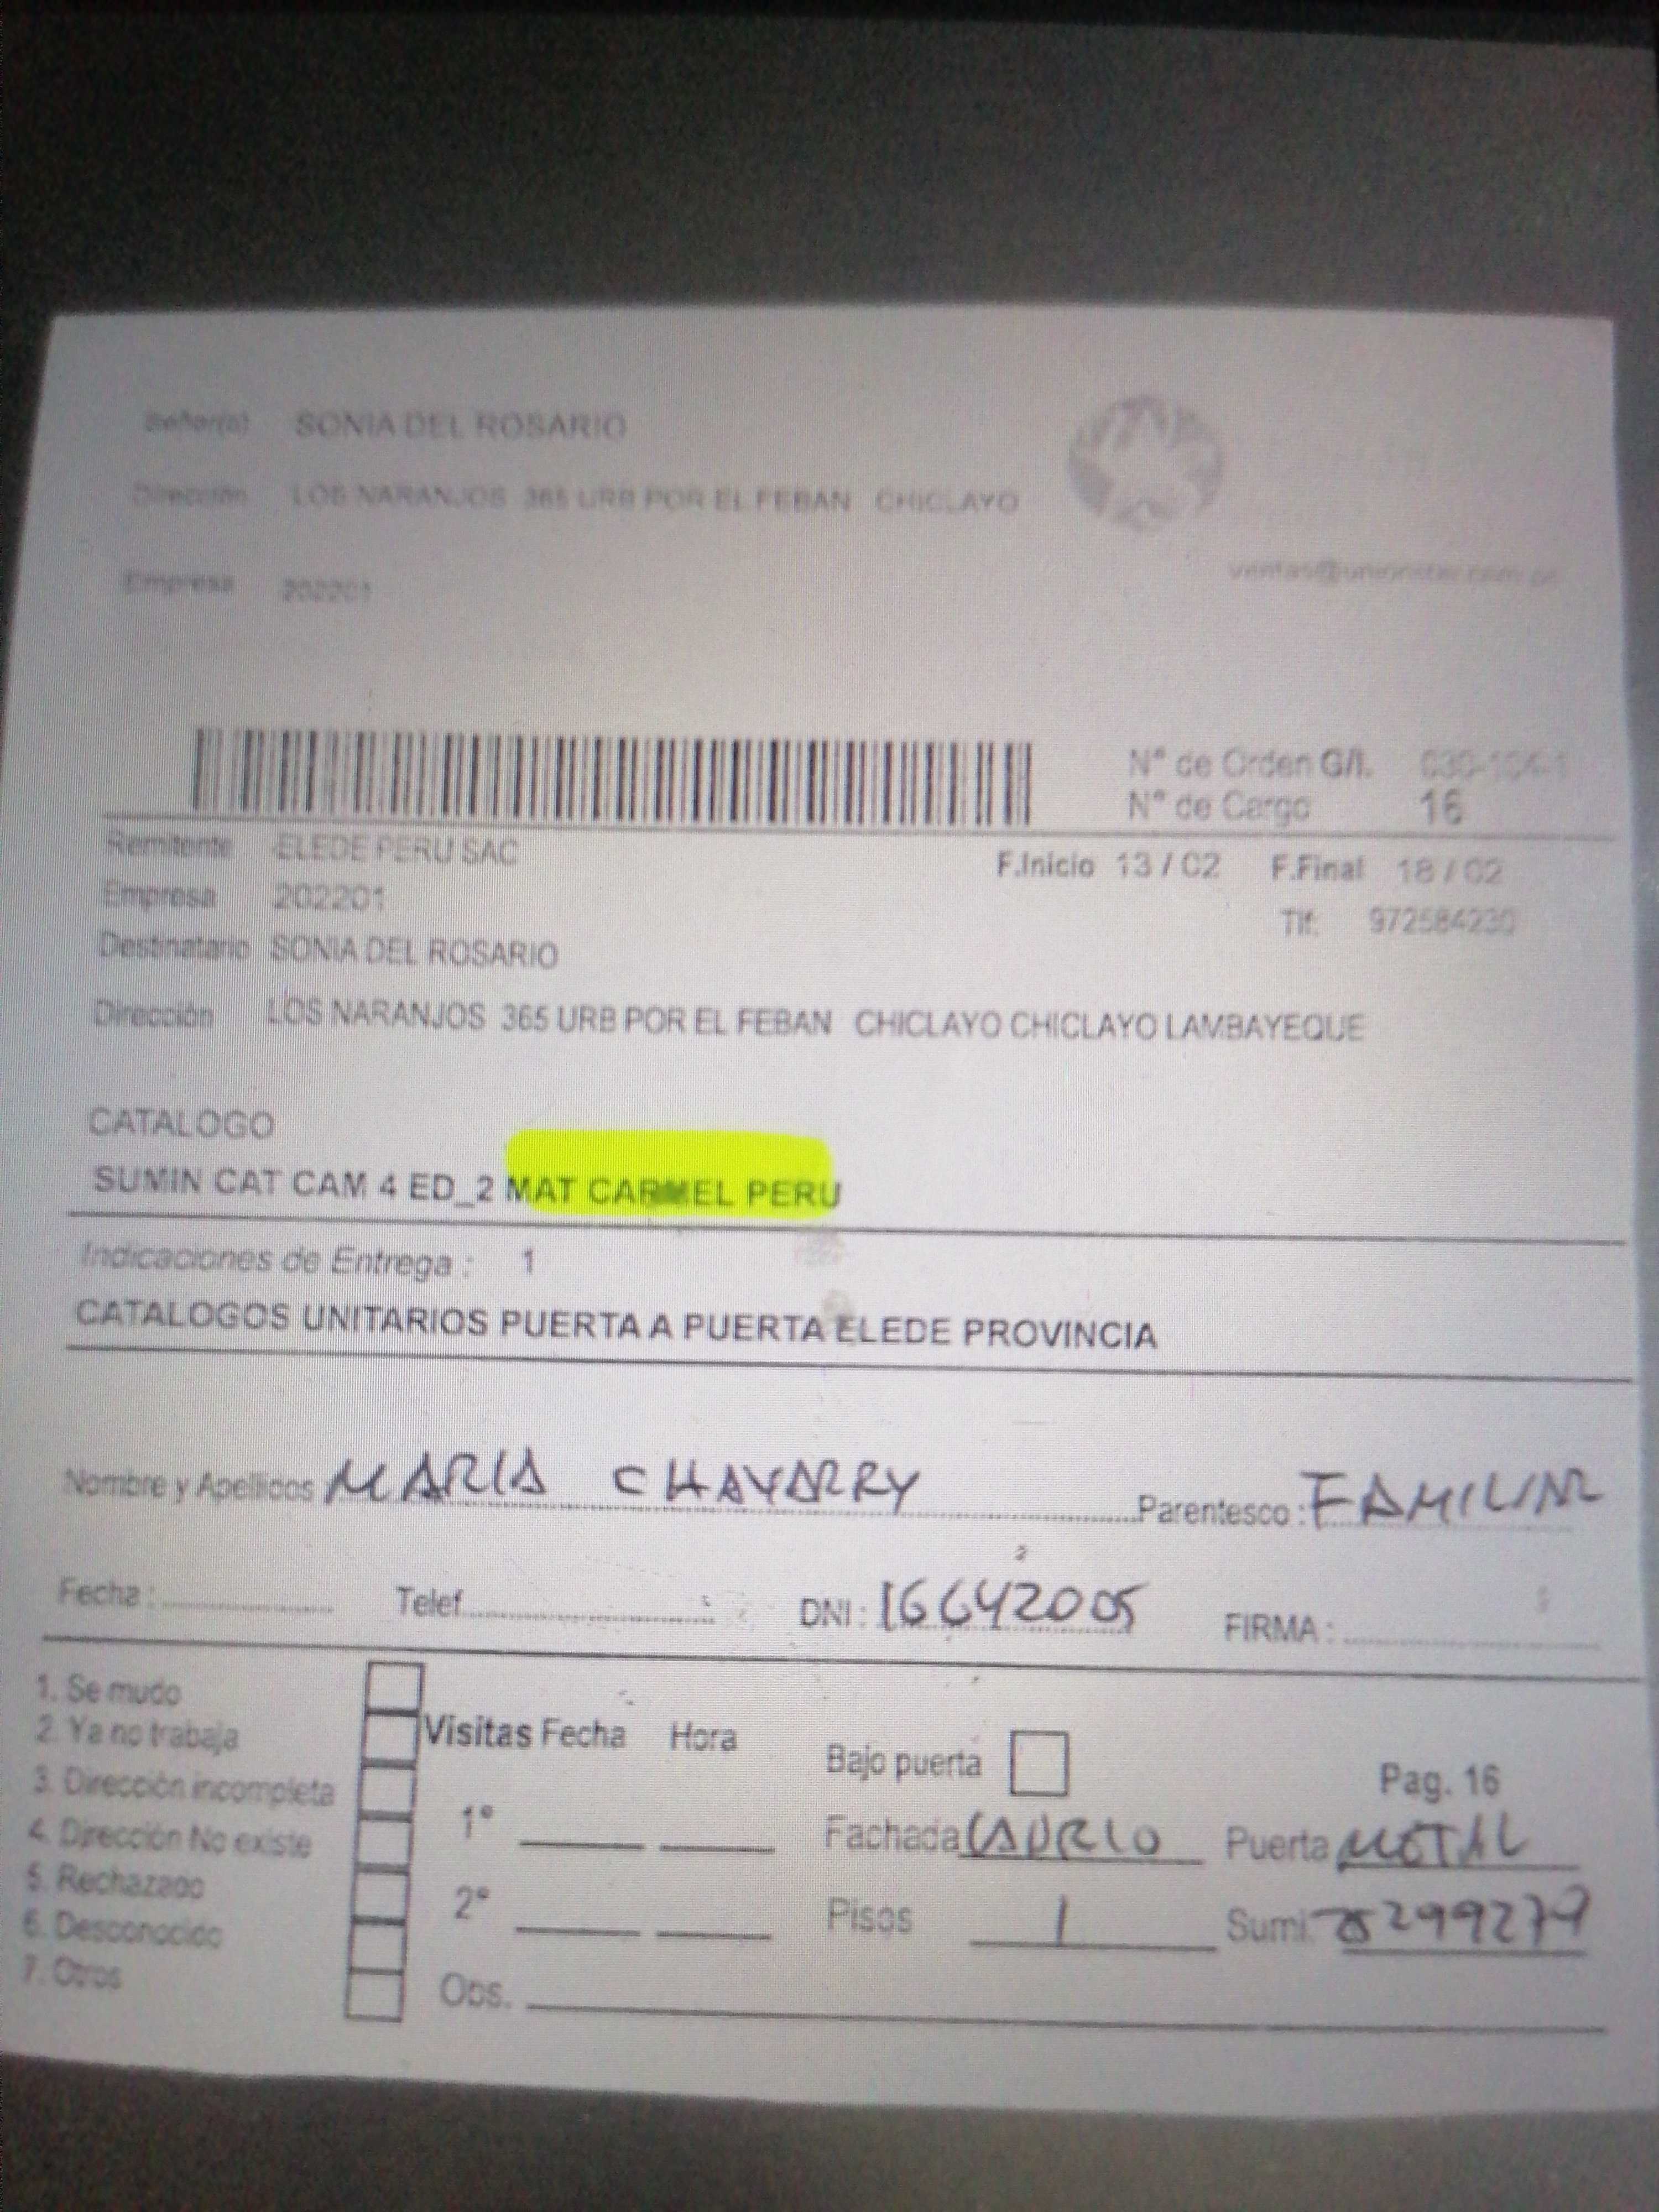 Señor(a) SONIA DEL ROSARIO
Dirección LOS NARANJOS 365 URB POR EL FEBAN CHICLAYO
Empresa 202201
N° de Orden G/I.
N° de Cargo 16
Remitente ELEDE PERU SAC
F.Inicio 13 / 02 F.Final 18 / 02
Empresa 202201
Tlf: 972584230
Destinatario SONIA DEL ROSARIO
Dirección LOS NARANJOS 365 URB POR EL FEBAN CHICLAYO CHICLAYO LAMBAYEQUE
CATALOGO
SUMIN CAT CAM 4 ED_2 MAT CARMEL PERU
Indicaciones de Entrega : 1
CATALOGOS UNITARIOS PUERTA A PUERTA ELEDE PROVINCIA
Nombre y Apellidos MARIA CHAVARRY Parentesco : FAMILIAR
Fecha : Telef. DNI : 16642005 FIRMA :
1. Se mudo
2. Ya no trabaja
3. Dirección incompleta
4. Dirección No existe
5. Rechazado
6. Desconocido
7. Otros
Visitas Fecha Hora
1°
2°
Obs.
Bajo puerta Pag. 16
Fachada LADRLO Puerta METAL
Pisos 1 Sumi. 25299279